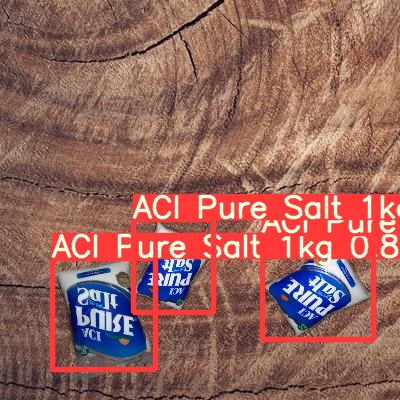 ACI Pure Salt 1kg
ACI Pure
ACI Pure Salt 1kg 0.8
Salt
PURE
ACI
Salt
PURE
ACI
Salt
PURE
ACI